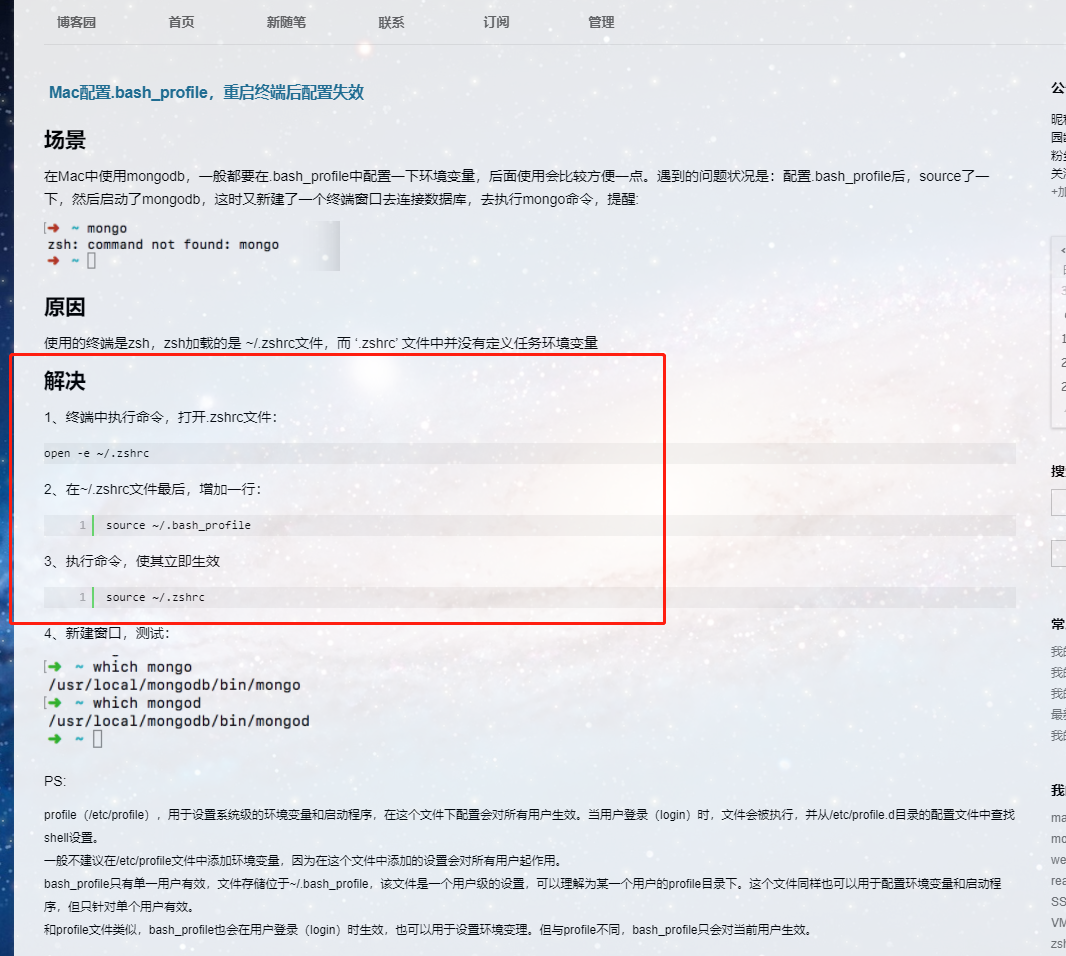 博客园 首页 新随笔 联系 订阅 管理
Mac配置.bash_profile，重启终端后配置失效
场景
在Mac中使用mongodb，一般都要在.bash_profile中配置一下环境变量，后面使用会比较方便一点。遇到的问题状况是：配置.bash_profile后，source了一
下，然后启动了mongodb，这时又新建了一个终端窗口去连接数据库，去执行mongo命令，提醒:
[➜ ~ mongo
zsh: command not found: mongo
➜ ~
原因
使用的终端是zsh，zsh加载的是 ~/.zshrc文件，而 ‘.zshrc’ 文件中并没有定义任务环境变量
解决
1、终端中执行命令，打开.zshrc文件：
open -e ~/.zshrc
2、在~/.zshrc文件最后，增加一行：
1 source ~/.bash_profile
3、执行命令，使其立即生效
1 source ~/.zshrc
4、新建窗口，测试：
[➜ ~ which mongo
/usr/local/mongodb/bin/mongo
[➜ ~ which mongod
/usr/local/mongodb/bin/mongod
➜ ~
PS:
profile（/etc/profile），用于设置系统级的环境变量和启动程序，在这个文件下配置会对所有用户生效。当用户登录（login）时，文件会被执行，并从/etc/profile.d目录的配置文件中查找
shell设置。
一般不建议在/etc/profile文件中添加环境变量，因为在这个文件中添加的设置会对所有用户起作用。
bash_profile只有单一用户有效，文件存储位于~/.bash_profile，该文件是一个用户级的设置，可以理解为某一个用户的profile目录下。这个文件同样也可以用于配置环境变量和启动程
序，但只针对单个用户有效。
和profile文件类似，bash_profile也会在用户登录（login）时生效，也可以用于设置环境变理。但与profile不同，bash_profile只会对当前用户生效。
公
昵
粉
关
+加
搜
常
我的
我的
我的
最新
我的
我
ma
mo
we
rea
SS
VM
zsh